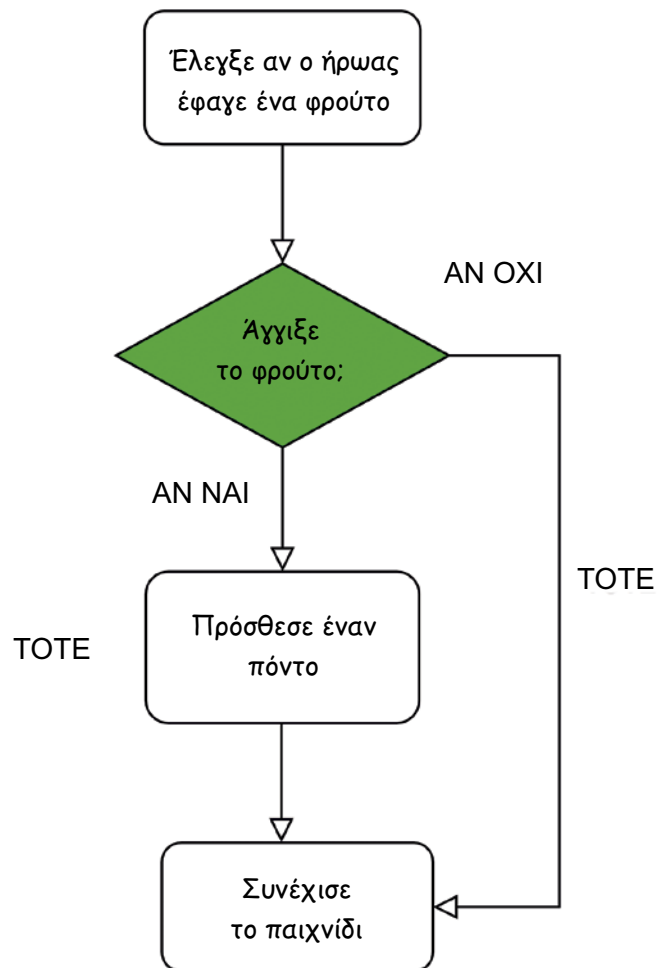 Έλεγξε αν ο ήρωας
έφαγε ένα φρούτο
ΑΝ ΟΧΙ
Άγγιξε
το φρούτο;
ΑΝ ΝΑΙ
ΤΟΤΕ
Πρόσθεσε έναν
πόντο
ΤΟΤΕ
Συνέχισε
το παιχνίδι